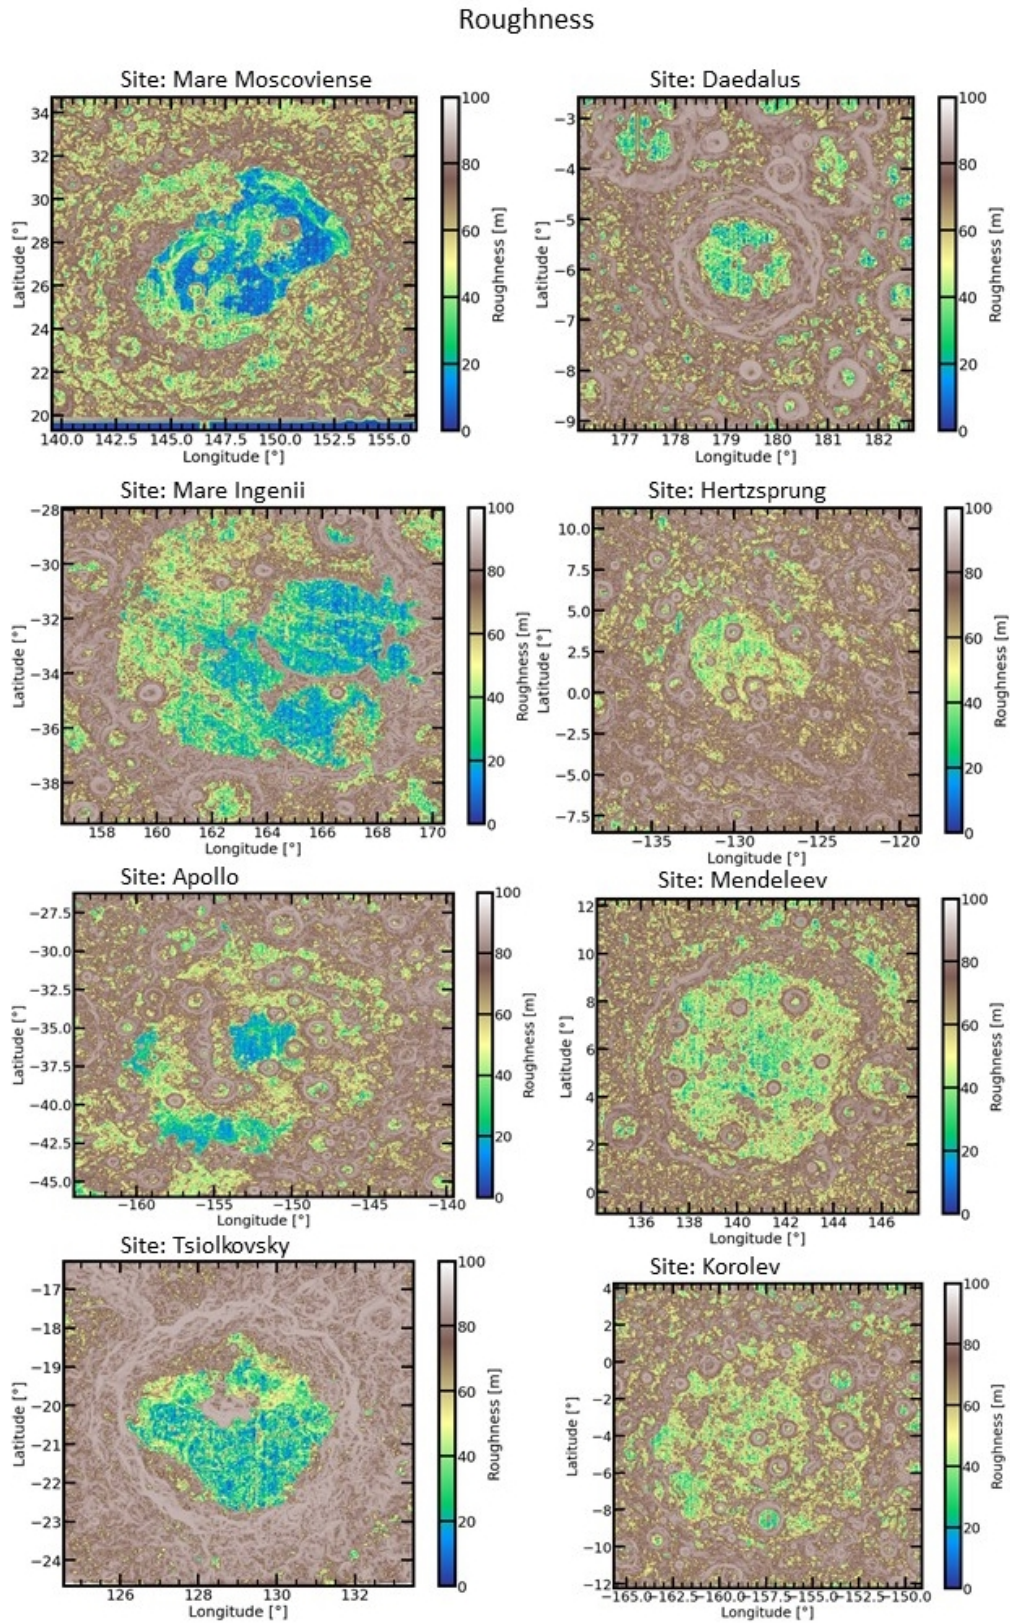 Roughness
Site: Mare Moscoviense
34
32
30
28
26
24
22
20
140.0 142.5 145.0 147.5 150.0 152.5 155.0
Longitude [°]
Latitude [°]
100
80
60
40
20
0
Roughness [m]
Site: Daedalus
−3
−4
−5
−6
−7
−8
−9
177 178 179 180 181 182
Longitude [°]
Latitude [°]
100
80
60
40
20
0
Roughness [m]
Site: Mare Ingenii
−28
−30
−32
−34
−36
−38
158 160 162 164 166 168 170
Longitude [°]
Latitude [°]
100
80
60
40
20
0
Roughness [m]
Site: Hertzsprung
10.0
7.5
5.0
2.5
0.0
−2.5
−5.0
−7.5
−135 −130 −125 −120
Longitude [°]
Latitude [°]
100
80
60
40
20
0
Roughness [m]
Site: Apollo
−27.5
−30.0
−32.5
−35.0
−37.5
−40.0
−42.5
−45.0
−160 −155 −150 −145 −140
Longitude [°]
Latitude [°]
100
80
60
40
20
0
Roughness [m]
Site: Mendeleev
12
10
8
6
4
2
0
136 138 140 142 144 146
Longitude [°]
Latitude [°]
100
80
60
40
20
0
Roughness [m]
Site: Tsiolkovsky
−17
−18
−19
−20
−21
−22
−23
−24
126 128 130 132
Longitude [°]
Latitude [°]
100
80
60
40
20
0
Roughness [m]
Site: Korolev
4
2
0
−2
−4
−6
−8
−10
−12
−165.0 −162.5 −160.0 −157.5 −155.0 −152.5 −150.0
Longitude [°]
Latitude [°]
100
80
60
40
20
0
Roughness [m]